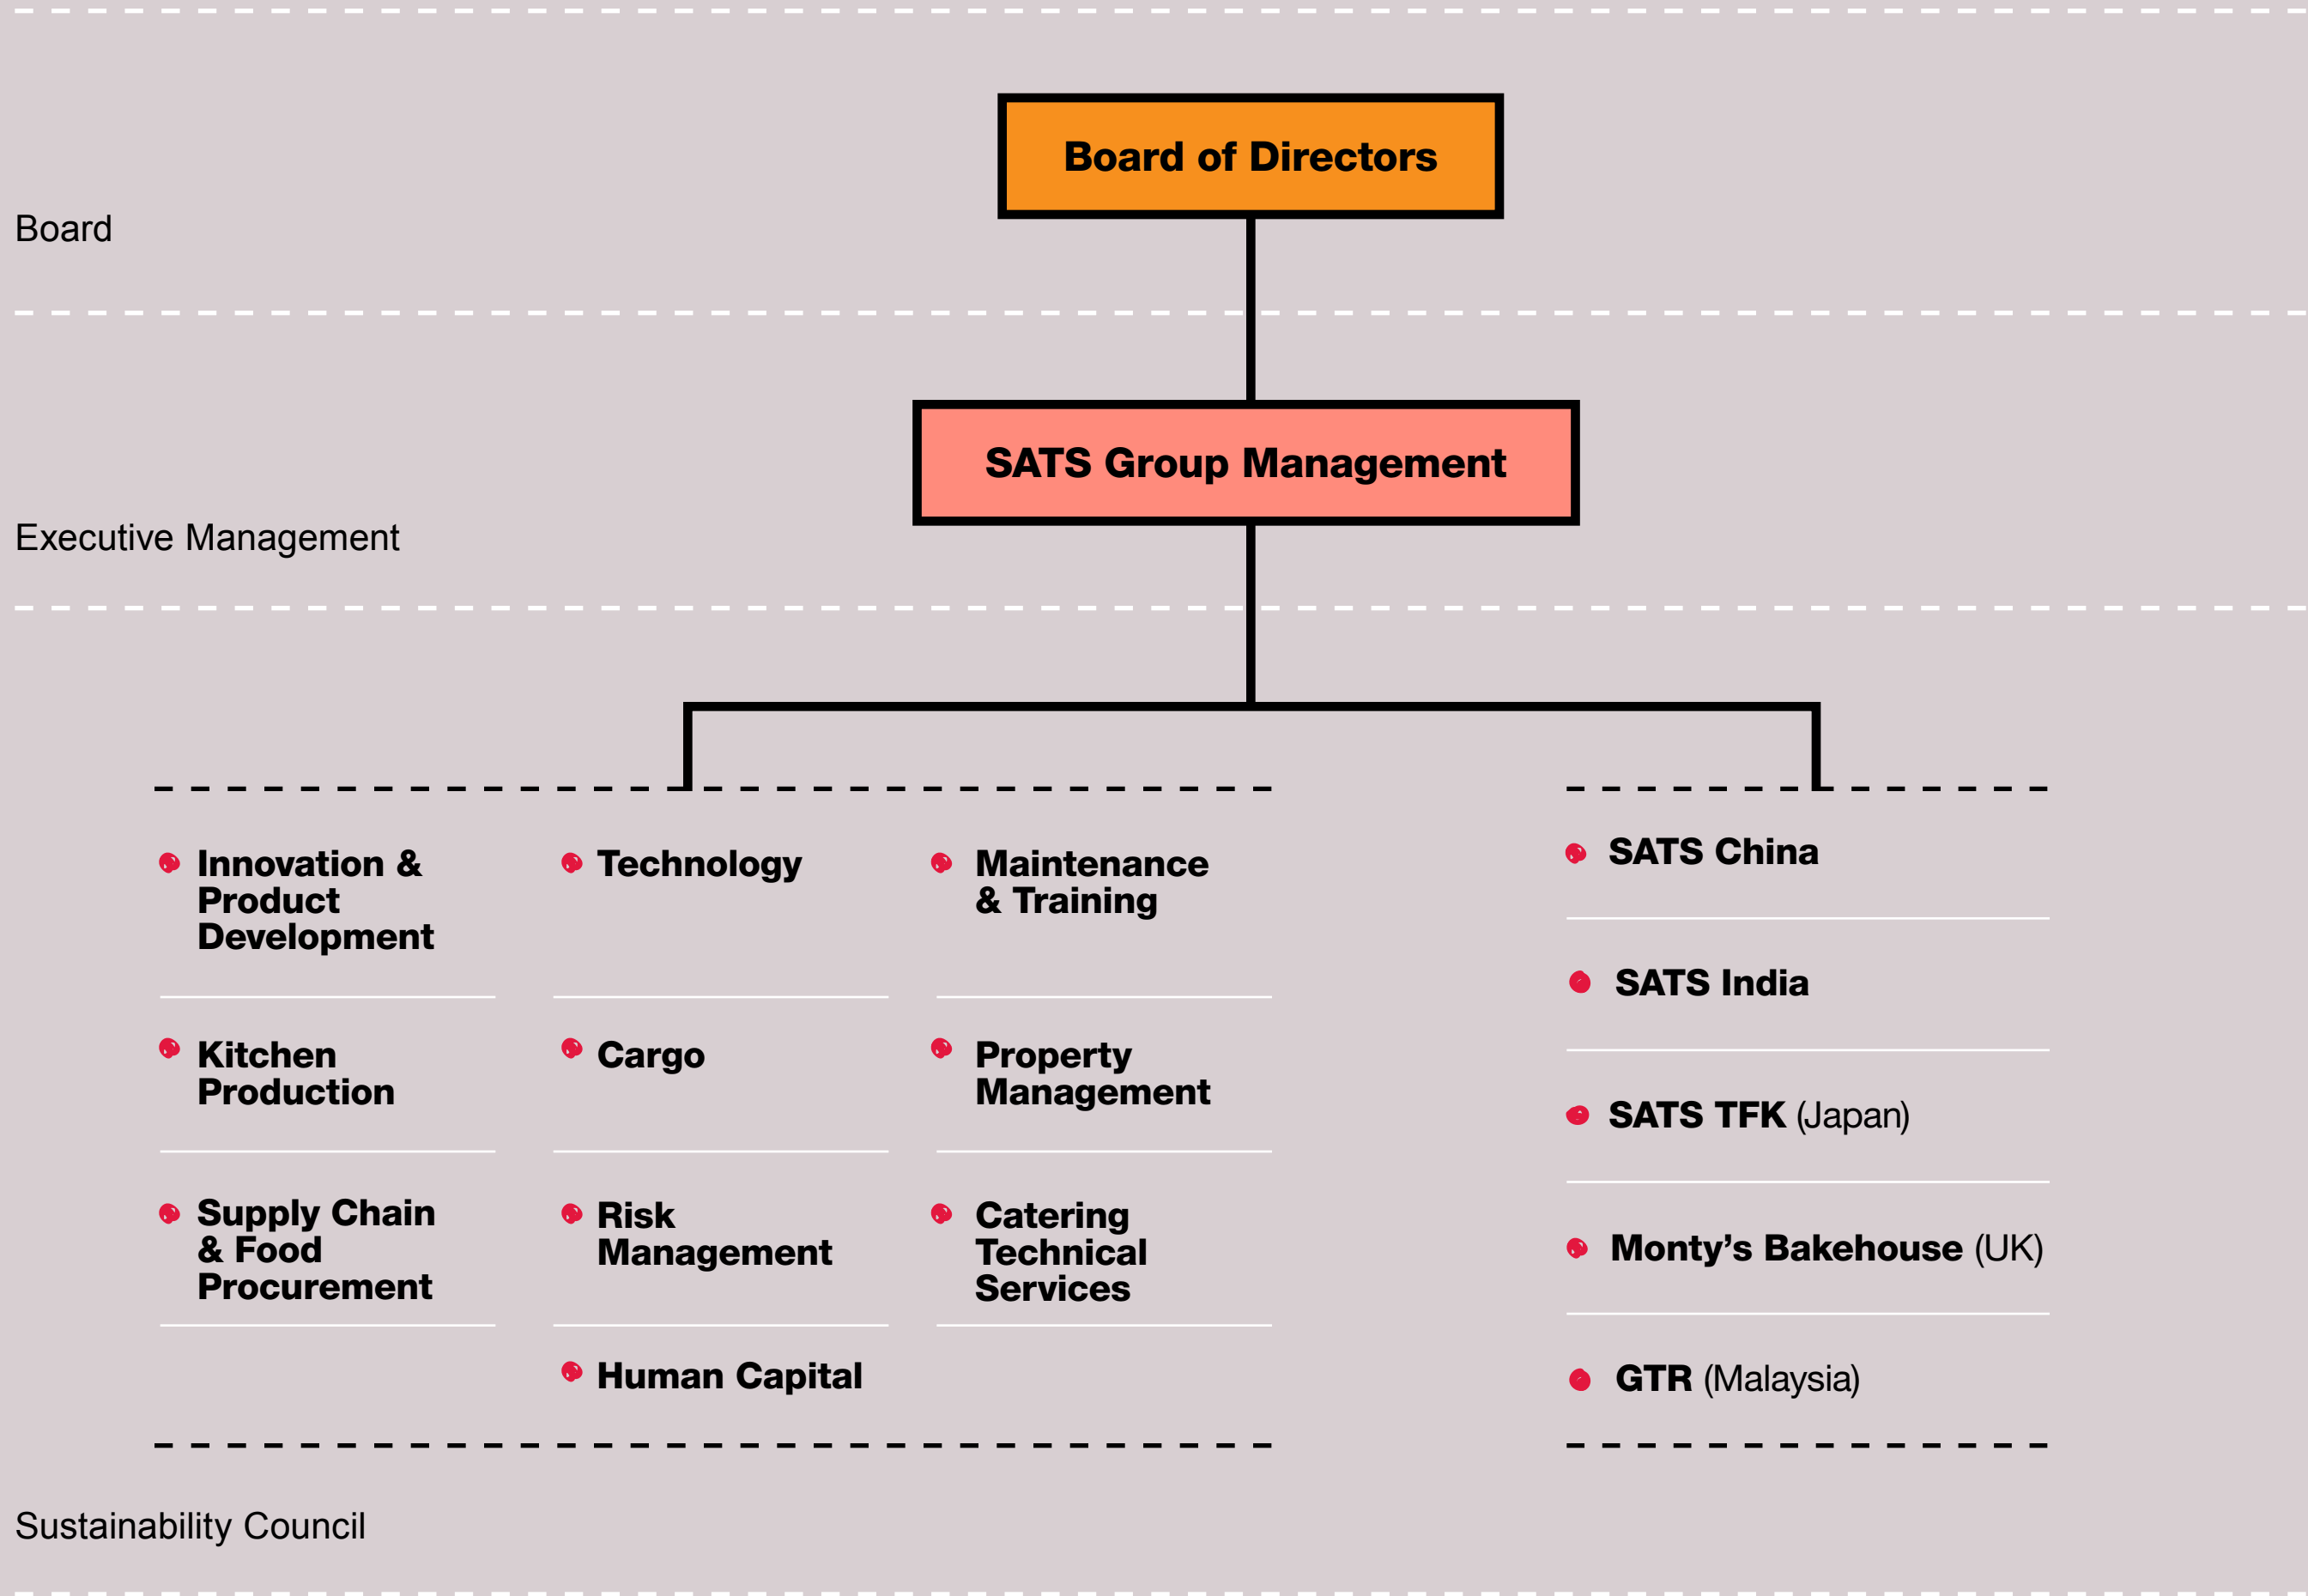 Board of Directors
Board
SATS Group Management
Executive Management
Innovation &
Product
Development
Technology
Maintenance
& Training
Kitchen
Production
Cargo
Property
Management
Supply Chain
& Food
Procurement
Risk
Management
Catering
Technical
Services
Human Capital
SATS China
SATS India
SATS TFK (Japan)
Monty’s Bakehouse (UK)
GTR (Malaysia)
Sustainability Council